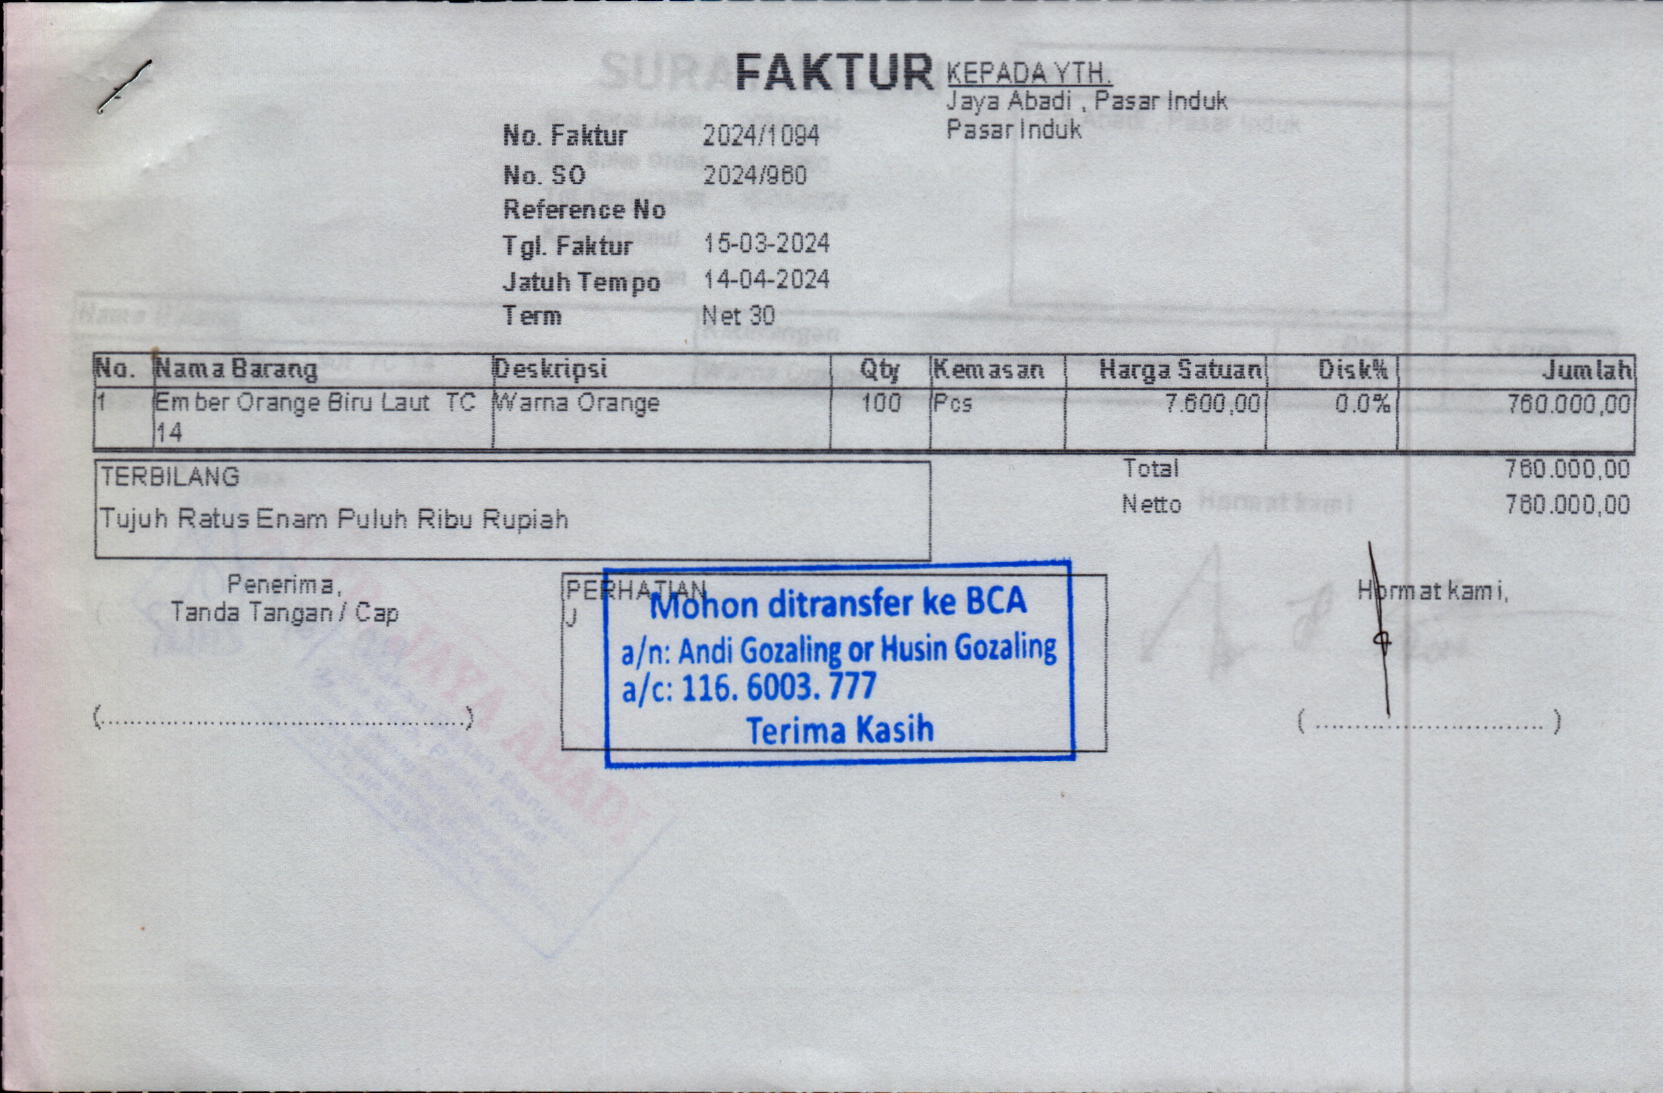 FAKTUR
KEPADA YTH.
Jaya Abadi , Pasar Induk
Pasar Induk
No. Faktur 2024/1094
No. SO 2024/960
Reference No
Tgl. Faktur 15-03-2024
Jatuh Tempo 14-04-2024
Term Net 30
No. Nama Barang Deskripsi Qty Kemasan Harga Satuan Disk% Jumlah
1 Ember Orange Biru Laut TC Warna Orange 100 Pcs 7.600,00 0.0% 760.000,00
14
TERBILANG
Tujuh Ratus Enam Puluh Ribu Rupiah
Total 760.000,00
Netto 760.000,00
Penerima,
Tanda Tangan / Cap
(......................................................)
PERHATIAN
J
Mohon ditransfer ke BCA
a/n: Andi Gozaling or Husin Gozaling
a/c: 116. 6003. 777
Terima Kasih
Hormat Kami,
( .................................. )
JAYA ABADI